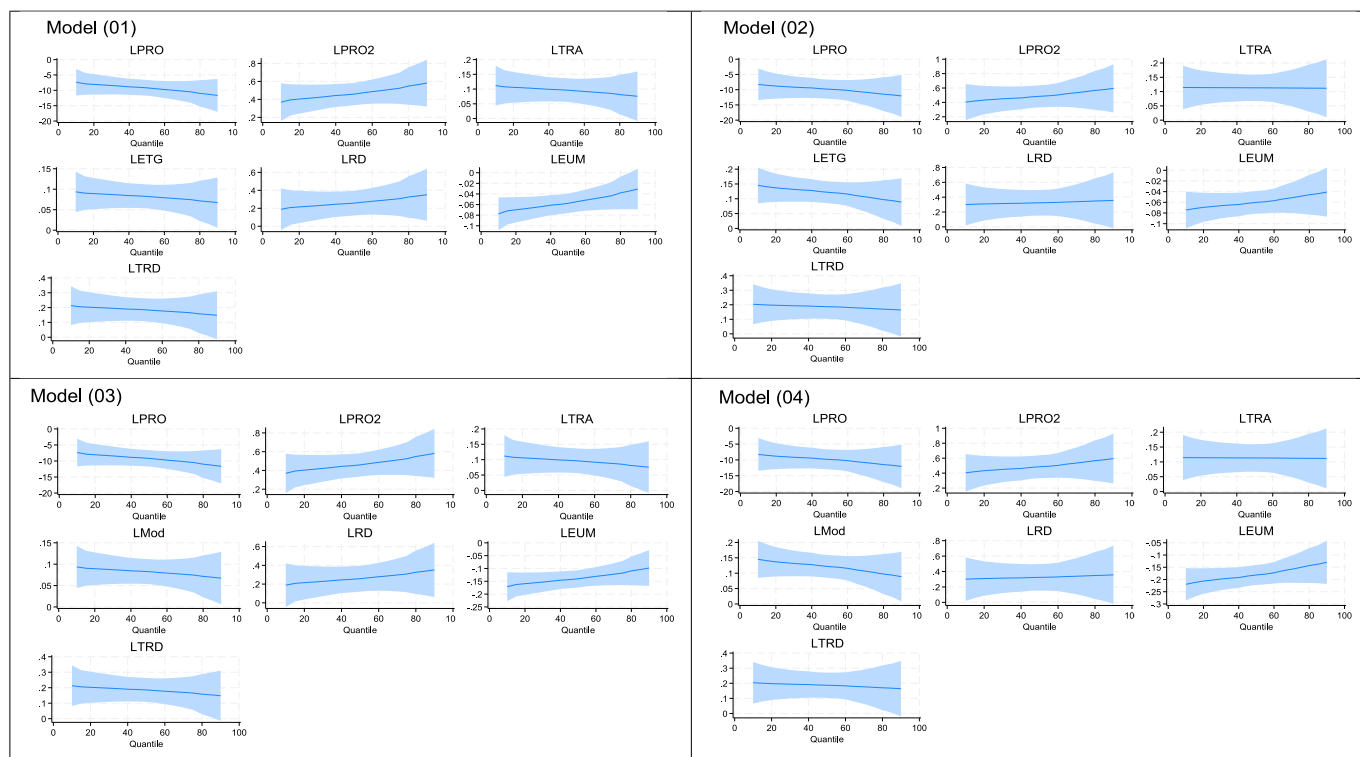 Model (01)
LPRO LPRO2 LTRA
0 -5 -10 -15 -20
0 20 40 60 80 10
Quantile
.8 .6 .4 .2
0 20 40 60 80 10
Quantile
.2 .15 .1 .05 0
0 20 40 60 80 100
Quantile
LETG LRD LEUM
.15 .1 .05 0
0 20 40 60 80 10
Quantile
.6 .4 .2 0
0 20 40 60 80 10
Quantile
0 -.02 -.04 -.06 -.08 -.1
0 20 40 60 80 100
Quantile
LTRD
.4 .3 .2 .1 0
0 20 40 60 80 100
Quantile
Model (02)
LPRO LPRO2 LTRA
0 -5 -10 -15 -20
0 20 40 60 80 10
Quantile
1 .8 .6 .4 .2
0 20 40 60 80 10
Quantile
.2 .15 .1 .05 0
0 20 40 60 80 100
Quantile
LETG LRD LEUM
.2 .15 .1 .05 0
0 20 40 60 80 10
Quantile
.8 .6 .4 .2 0
0 20 40 60 80 10
Quantile
0 -.02 -.04 -.06 -.08 -.1
0 20 40 60 80 100
Quantile
LTRD
.4 .3 .2 .1 0
0 20 40 60 80 100
Quantile
Model (03)
LPRO LPRO2 LTRA
0 -5 -10 -15 -20
0 20 40 60 80 10
Quantile
.8 .6 .4 .2
0 20 40 60 80 10
Quantile
.2 .15 .1 .05 0
0 20 40 60 80 100
Quantile
LMod LRD LEUM
.15 .1 .05 0
0 20 40 60 80 10
Quantile
.6 .4 .2 0
0 20 40 60 80 10
Quantile
0 -.05 -.1 -.15 -.2 -.25
0 20 40 60 80 100
Quantile
LTRD
.4 .3 .2 .1 0
0 20 40 60 80 100
Quantile
Model (04)
LPRO LPRO2 LTRA
0 -5 -10 -15 -20
0 20 40 60 80 10
Quantile
1 .8 .6 .4 .2
0 20 40 60 80 10
Quantile
.2 .15 .1 .05 0
0 20 40 60 80 100
Quantile
LMod LRD LEUM
.2 .15 .1 .05 0
0 20 40 60 80 10
Quantile
.8 .6 .4 .2 0
0 20 40 60 80 10
Quantile
-.05 -.1 -.15 -.2 -.25 -.3
0 20 40 60 80 100
Quantile
LTRD
.4 .3 .2 .1 0
0 20 40 60 80 100
Quantile